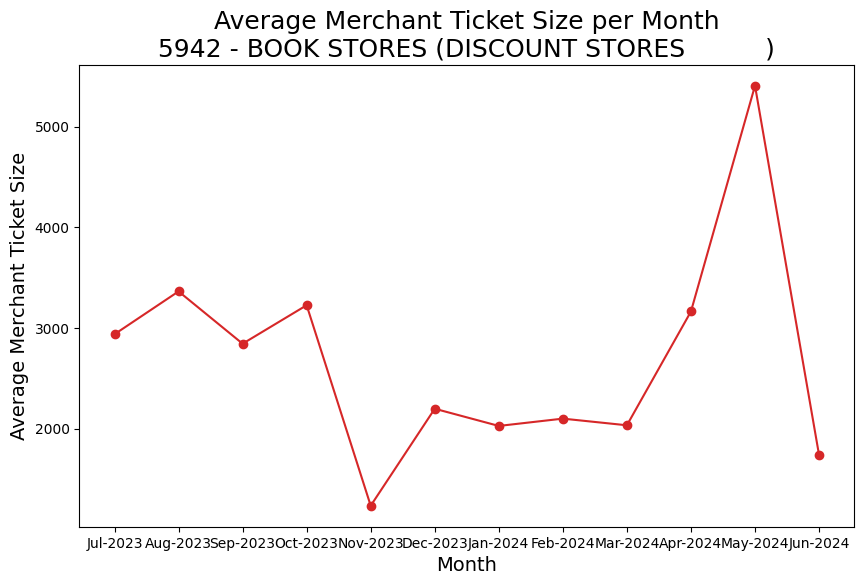 Average Merchant Ticket Size per Month
5942 - BOOK STORES (DISCOUNT STORES          )
Average Merchant Ticket Size
5000
4000
3000
2000
Jul-2023 Aug-2023 Sep-2023 Oct-2023 Nov-2023 Dec-2023 Jan-2024 Feb-2024 Mar-2024 Apr-2024 May-2024 Jun-2024
Month